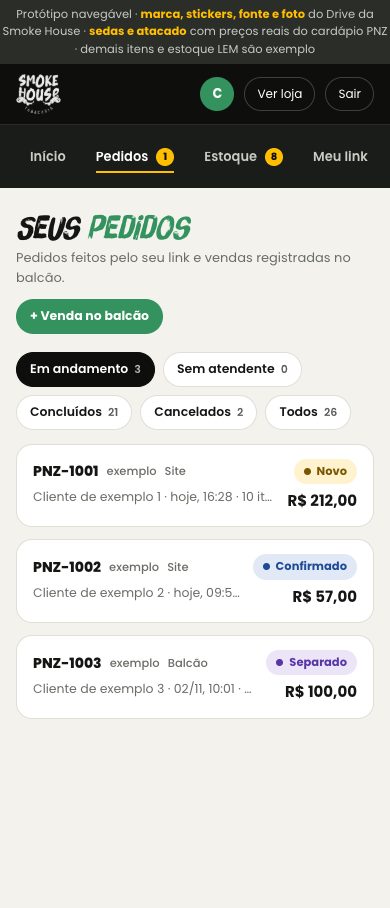 Protótipo navegável · marca, stickers, fonte e foto do Drive da
Smoke House · sedas e atacado com preços reais do cardápio PNZ
· demais itens e estoque LEM são exemplo
SMOKE
HOUSE
TABACARIA
C
Ver loja
Sair
Início
Pedidos 1
Estoque 8
Meu link
SEUS PEDIDOS
Pedidos feitos pelo seu link e vendas registradas no
balcão.
+ Venda no balcão
Em andamento 3
Sem atendente 0
Concluídos 21
Cancelados 2
Todos 26
PNZ-1001 exemplo Site
Novo
Cliente de exemplo 1 · hoje, 16:28 · 10 it...
R$ 212,00
PNZ-1002 exemplo Site
Confirmado
Cliente de exemplo 2 · hoje, 09:5...
R$ 57,00
PNZ-1003 exemplo Balcão
Separado
Cliente de exemplo 3 · 02/11, 10:01 · ...
R$ 100,00